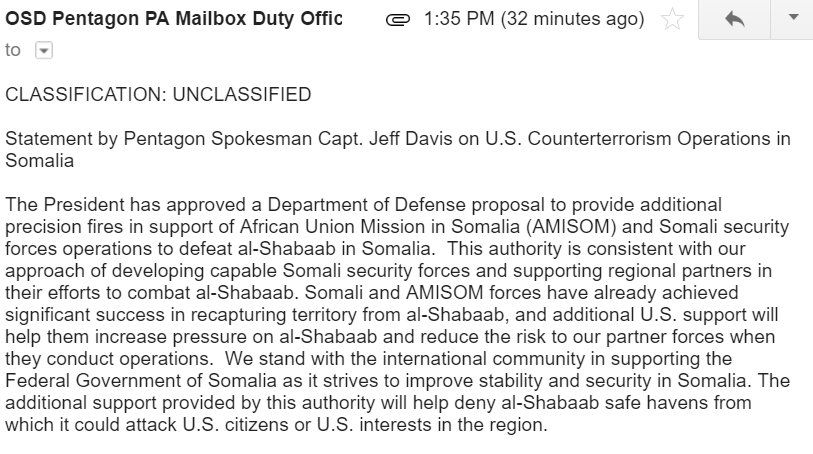 OSD Pentagon PA Mailbox Duty Offic 1:35 PM (32 minutes ago)
to
CLASSIFICATION: UNCLASSIFIED
Statement by Pentagon Spokesman Capt. Jeff Davis on U.S. Counterterrorism Operations in
Somalia
The President has approved a Department of Defense proposal to provide additional
precision fires in support of African Union Mission in Somalia (AMISOM) and Somali security
forces operations to defeat al-Shabaab in Somalia.  This authority is consistent with our
approach of developing capable Somali security forces and supporting regional partners in
their efforts to combat al-Shabaab. Somali and AMISOM forces have already achieved
significant success in recapturing territory from al-Shabaab, and additional U.S. support will
help them increase pressure on al-Shabaab and reduce the risk to our partner forces when
they conduct operations.  We stand with the international community in supporting the
Federal Government of Somalia as it strives to improve stability and security in Somalia. The
additional support provided by this authority will help deny al-Shabaab safe havens from
which it could attack U.S. citizens or U.S. interests in the region.